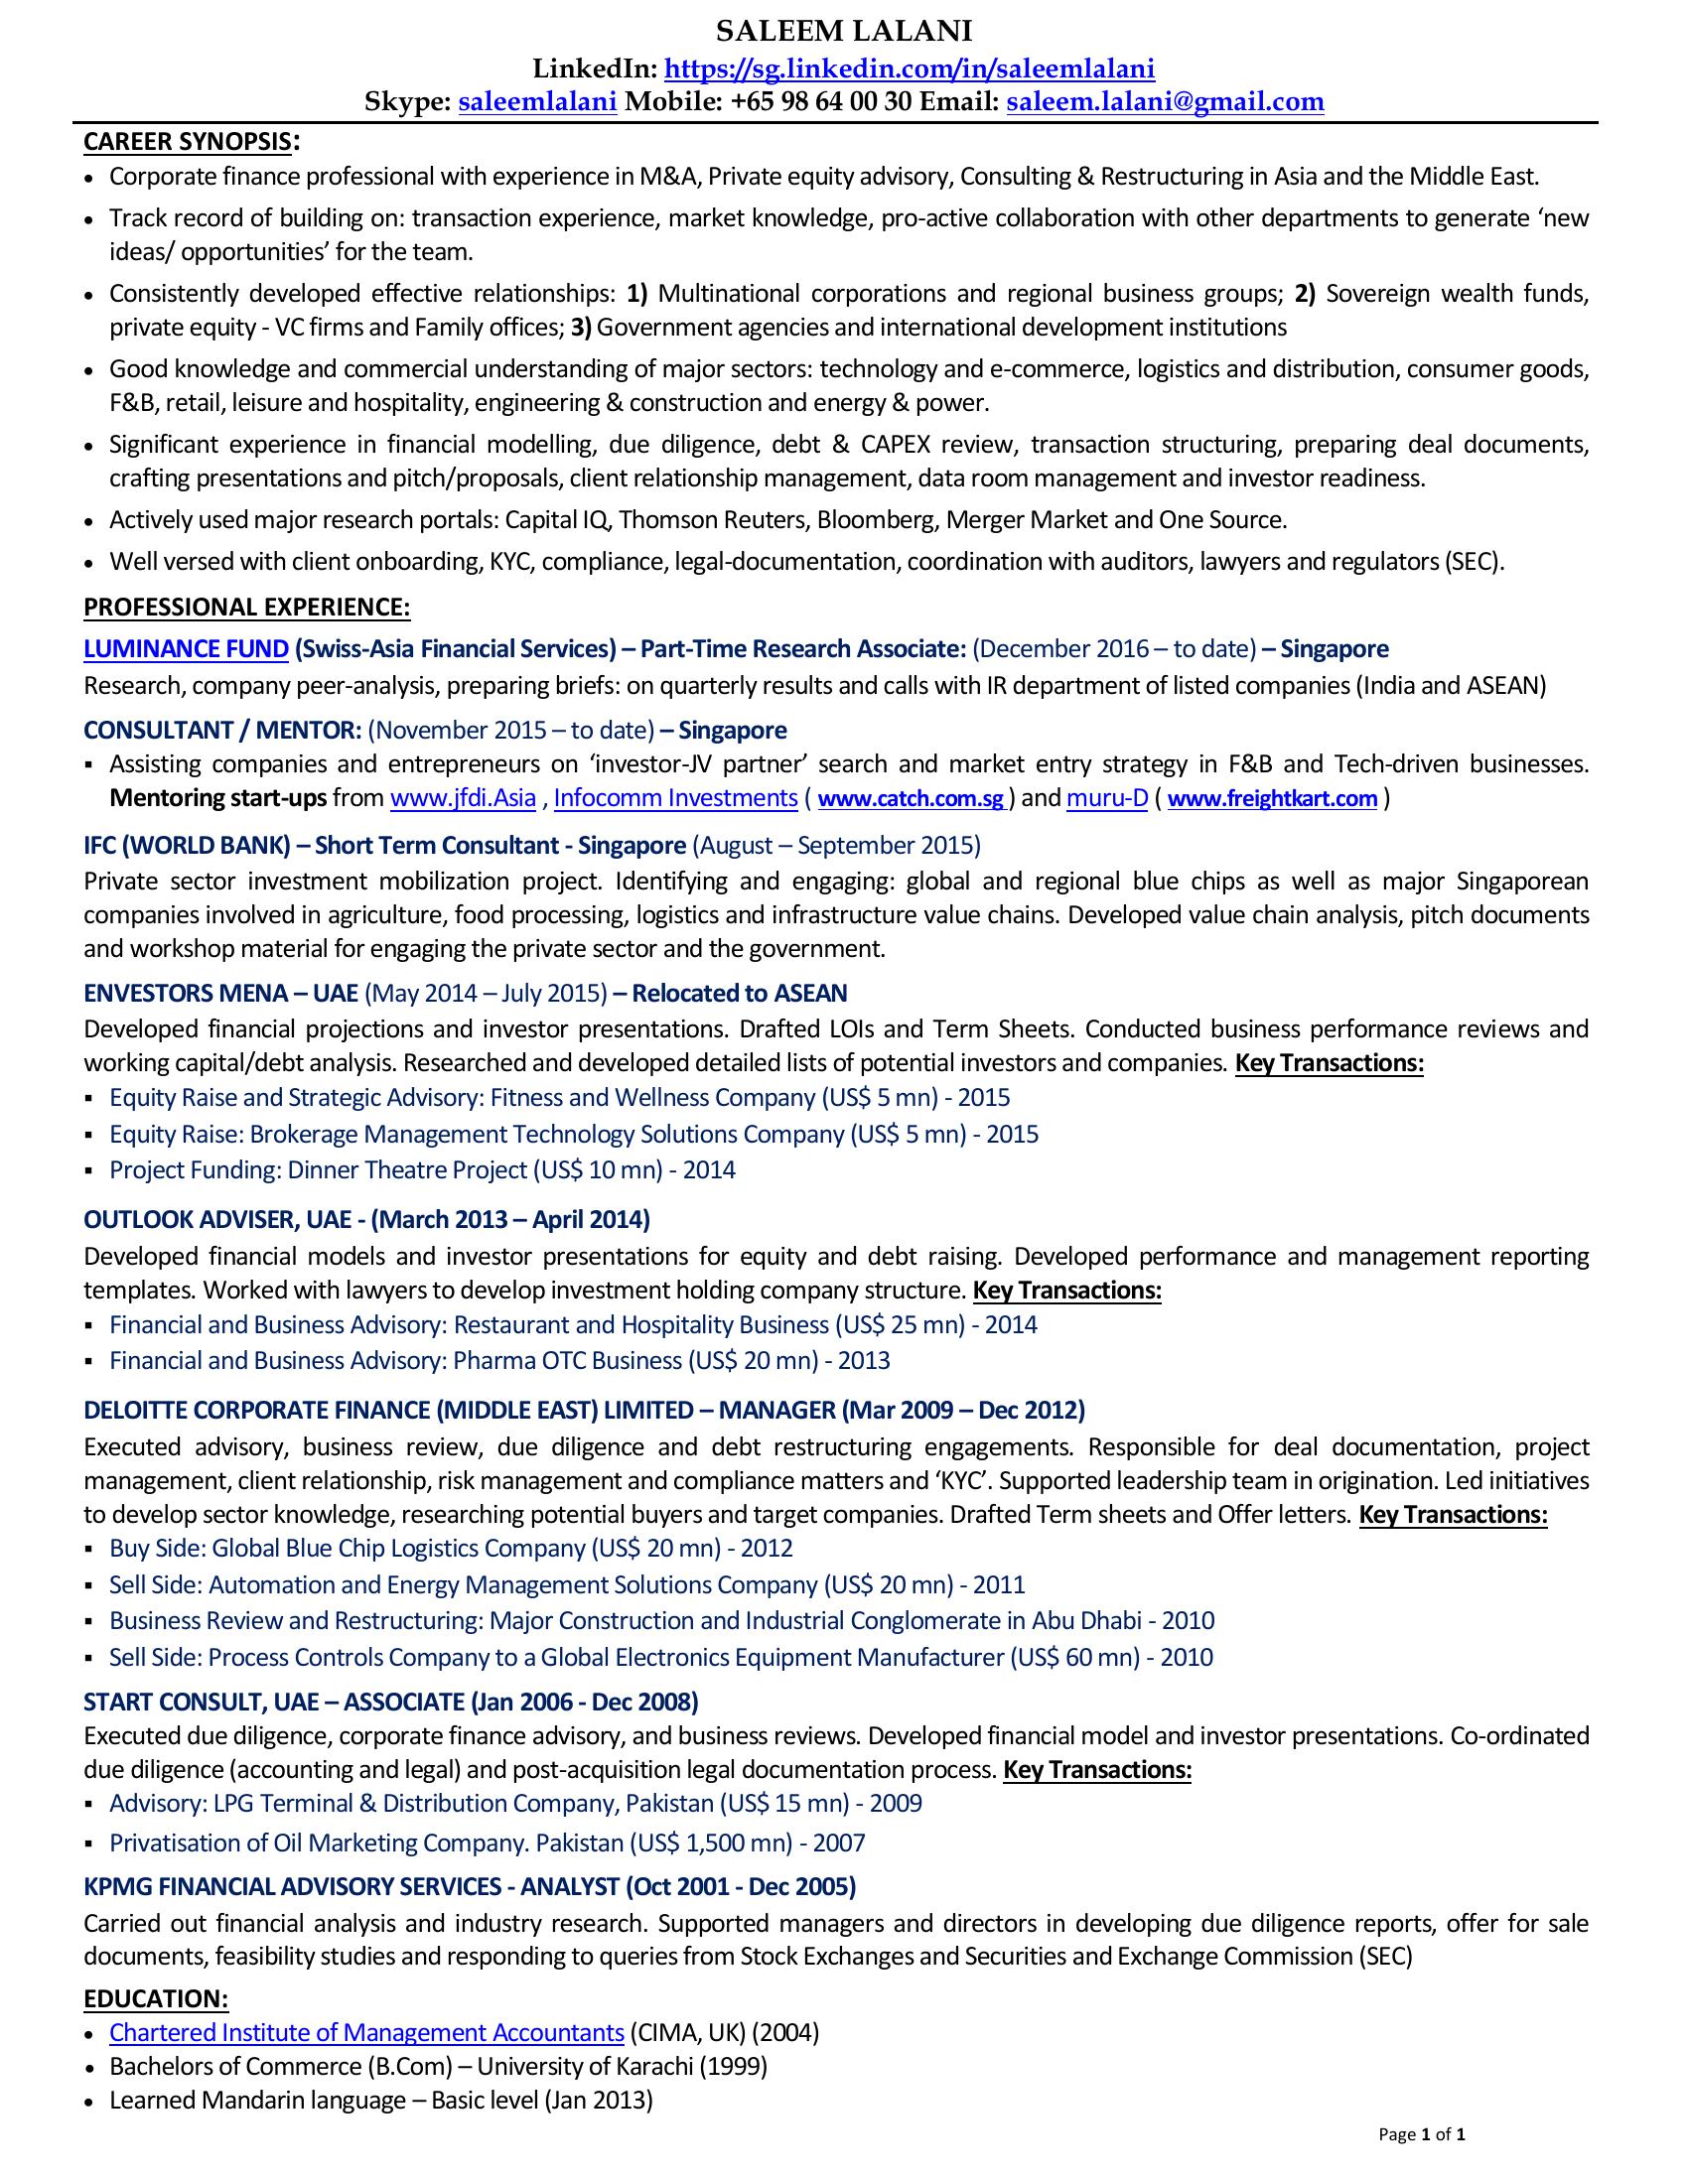 SALEEM LALANI
LinkedIn: https://sg.linkedin.com/in/saleemlalani
Skype: saleemlalani Mobile: +65 98 64 00 30 Email: saleem.lalani@gmail.com
CAREER SYNOPSIS:
• Corporate finance professional with experience in M&A, Private equity advisory, Consulting & Restructuring in Asia and the Middle East.
• Track record of building on: transaction experience, market knowledge, pro-active collaboration with other departments to generate ‘new
ideas/ opportunities’ for the team.
• Consistently developed effective relationships: 1) Multinational corporations and regional business groups; 2) Sovereign wealth funds,
private equity - VC firms and Family offices; 3) Government agencies and international development institutions
• Good knowledge and commercial understanding of major sectors: technology and e-commerce, logistics and distribution, consumer goods,
F&B, retail, leisure and hospitality, engineering & construction and energy & power.
• Significant experience in financial modelling, due diligence, debt & CAPEX review, transaction structuring, preparing deal documents,
crafting presentations and pitch/proposals, client relationship management, data room management and investor readiness.
• Actively used major research portals: Capital IQ, Thomson Reuters, Bloomberg, Merger Market and One Source.
• Well versed with client onboarding, KYC, compliance, legal-documentation, coordination with auditors, lawyers and regulators (SEC).
PROFESSIONAL EXPERIENCE:
LUMINANCE FUND (Swiss-Asia Financial Services) – Part-Time Research Associate: (December 2016 – to date) – Singapore
Research, company peer-analysis, preparing briefs: on quarterly results and calls with IR department of listed companies (India and ASEAN)
CONSULTANT / MENTOR: (November 2015 – to date) – Singapore
▪ Assisting companies and entrepreneurs on ‘investor-JV partner’ search and market entry strategy in F&B and Tech-driven businesses.
Mentoring start-ups from www.jfdi.Asia , Infocomm Investments ( www.catch.com.sg ) and muru-D ( www.freightkart.com )
IFC (WORLD BANK) – Short Term Consultant - Singapore (August – September 2015)
Private sector investment mobilization project. Identifying and engaging: global and regional blue chips as well as major Singaporean
companies involved in agriculture, food processing, logistics and infrastructure value chains. Developed value chain analysis, pitch documents
and workshop material for engaging the private sector and the government.
ENVESTORS MENA – UAE (May 2014 – July 2015) – Relocated to ASEAN
Developed financial projections and investor presentations. Drafted LOIs and Term Sheets. Conducted business performance reviews and
working capital/debt analysis. Researched and developed detailed lists of potential investors and companies. Key Transactions:
▪ Equity Raise and Strategic Advisory: Fitness and Wellness Company (US$ 5 mn) - 2015
▪ Equity Raise: Brokerage Management Technology Solutions Company (US$ 5 mn) - 2015
▪ Project Funding: Dinner Theatre Project (US$ 10 mn) - 2014
OUTLOOK ADVISER, UAE - (March 2013 – April 2014)
Developed financial models and investor presentations for equity and debt raising. Developed performance and management reporting
templates. Worked with lawyers to develop investment holding company structure. Key Transactions:
▪ Financial and Business Advisory: Restaurant and Hospitality Business (US$ 25 mn) - 2014
▪ Financial and Business Advisory: Pharma OTC Business (US$ 20 mn) - 2013
DELOITTE CORPORATE FINANCE (MIDDLE EAST) LIMITED – MANAGER (Mar 2009 – Dec 2012)
Executed advisory, business review, due diligence and debt restructuring engagements. Responsible for deal documentation, project
management, client relationship, risk management and compliance matters and ‘KYC’. Supported leadership team in origination. Led initiatives
to develop sector knowledge, researching potential buyers and target companies. Drafted Term sheets and Offer letters. Key Transactions:
▪ Buy Side: Global Blue Chip Logistics Company (US$ 20 mn) - 2012
▪ Sell Side: Automation and Energy Management Solutions Company (US$ 20 mn) - 2011
▪ Business Review and Restructuring: Major Construction and Industrial Conglomerate in Abu Dhabi - 2010
▪ Sell Side: Process Controls Company to a Global Electronics Equipment Manufacturer (US$ 60 mn) - 2010
START CONSULT, UAE – ASSOCIATE (Jan 2006 - Dec 2008)
Executed due diligence, corporate finance advisory, and business reviews. Developed financial model and investor presentations. Co-ordinated
due diligence (accounting and legal) and post-acquisition legal documentation process. Key Transactions:
▪ Advisory: LPG Terminal & Distribution Company, Pakistan (US$ 15 mn) - 2009
▪ Privatisation of Oil Marketing Company. Pakistan (US$ 1,500 mn) - 2007
KPMG FINANCIAL ADVISORY SERVICES - ANALYST (Oct 2001 - Dec 2005)
Carried out financial analysis and industry research. Supported managers and directors in developing due diligence reports, offer for sale
documents, feasibility studies and responding to queries from Stock Exchanges and Securities and Exchange Commission (SEC)
EDUCATION:
• Chartered Institute of Management Accountants (CIMA, UK) (2004)
• Bachelors of Commerce (B.Com) – University of Karachi (1999)
• Learned Mandarin language – Basic level (Jan 2013)
Page 1 of 1